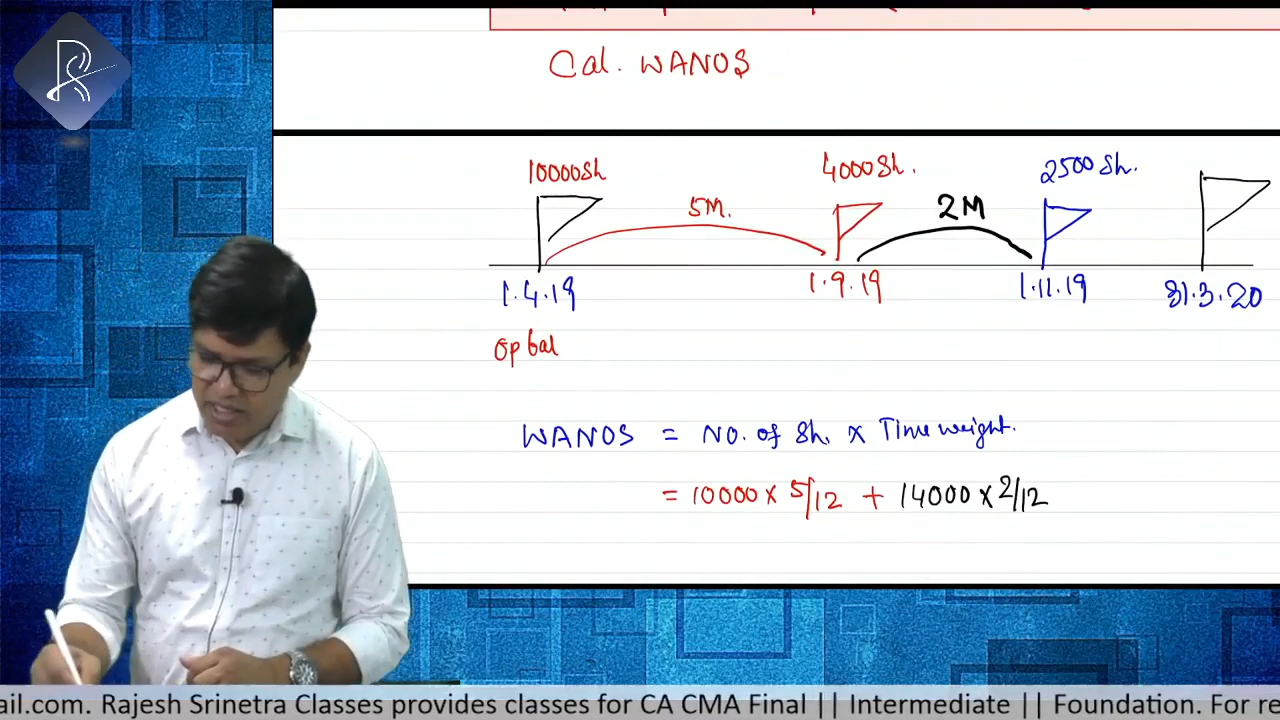 RS
Cal. WANOS
10000Sh
4000Sh.
2500Sh.
5M.
2M
1.4.19
1.9.19
1.11.19
31.3.20
op bal
WANOS = NO. of Sh. x Time weight.
= 10000 x 5/12 + 14000 x 2/12
ail.com. Rajesh Srinetra Classes provides classes for CA CMA Final || Intermediate || Foundation. For re